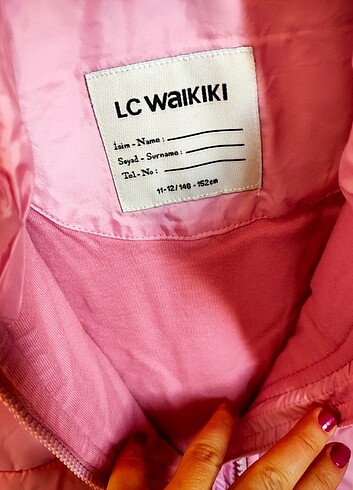 LC WAIKIKI
İsim - Name :
Soyad - Surname :
Tel - No :
11-12 / 146 - 152cm